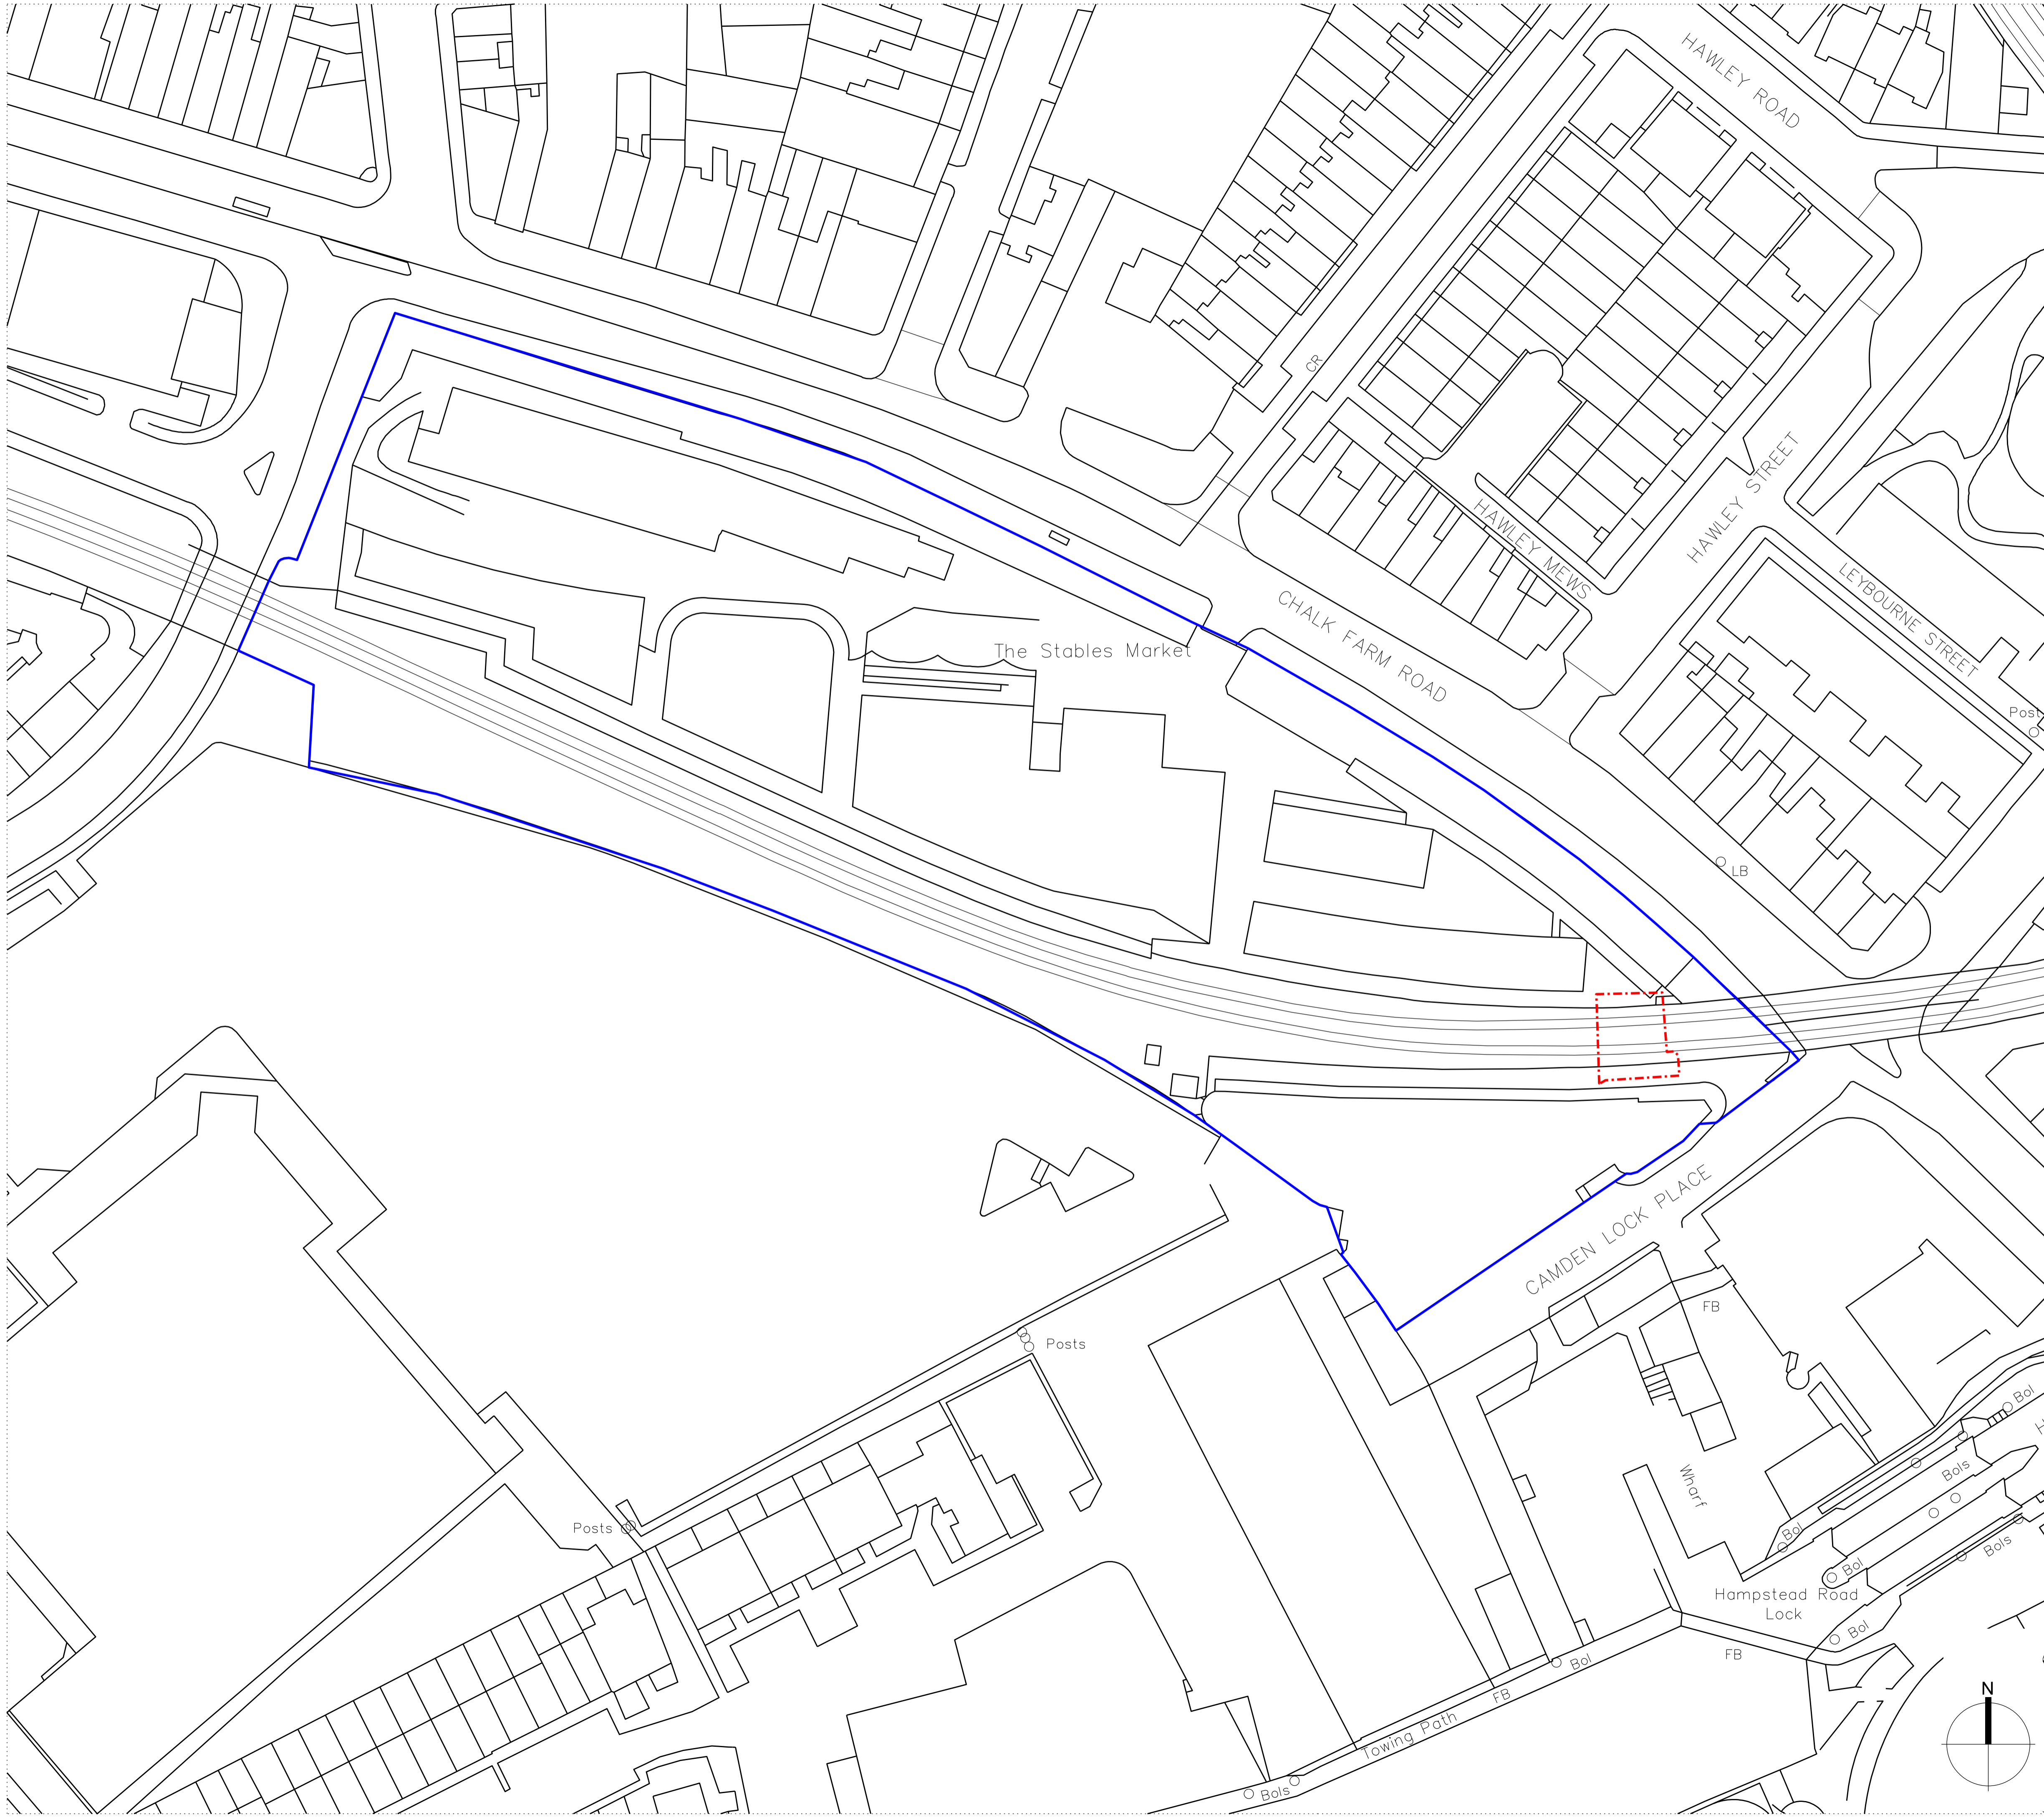 HAWLEY ROAD
CR
HAWLEY STREET
HAWLEY MEWS
LEYBOURNE STREET
CHALK FARM ROAD
The Stables Market
Post
LB
CAMDEN LOCK PLACE
FB
Posts
Bol
Bols
Wharf
Posts
Bol
Bols
Bol
Hampstead Road
Lock
Bol
FB
Bol
FB
Towing Path
Bols
N